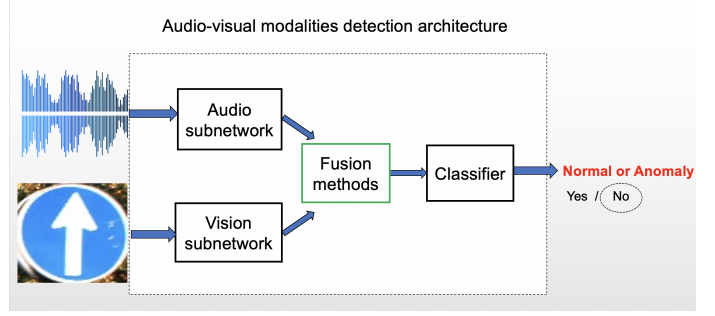 Audio-visual modalities detection architecture
Audio
subnetwork
Fusion
methods
Classifier
Normal or Anomaly
Yes / No
Vision
subnetwork